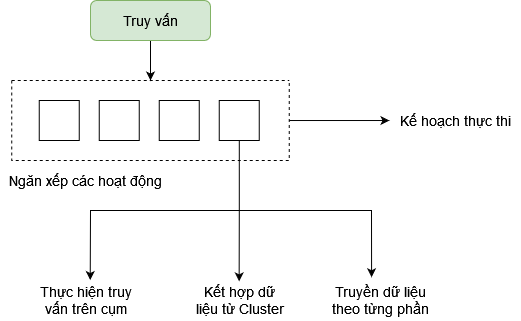 Truy vấn
Kế hoạch thực thi
Ngăn xếp các hoạt động
Thực hiện truy
vấn trên cụm
Kết hợp dữ
liệu từ Cluster
Truyền dữ liệu
theo từng phần